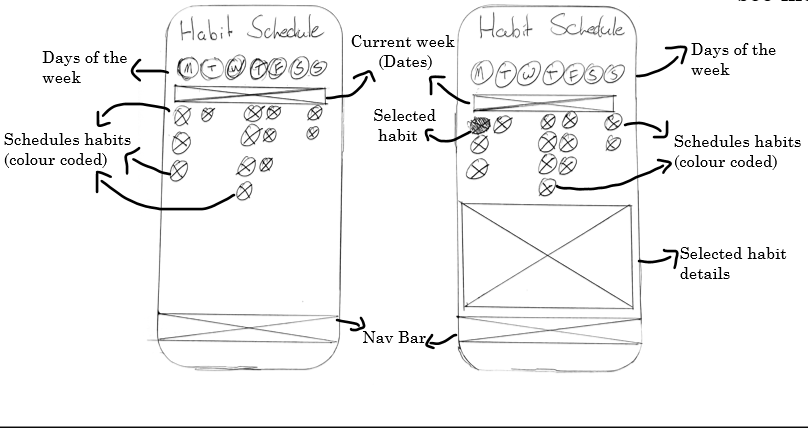 Habit Schedule
M T W T F S S
Days of the
week
Current week
(Dates)
Schedules habits
(colour coded)
Nav Bar
Habit Schedule
M T W T F S S
Days of the
week
Selected
habit
Schedules habits
(colour coded)
Selected habit
details